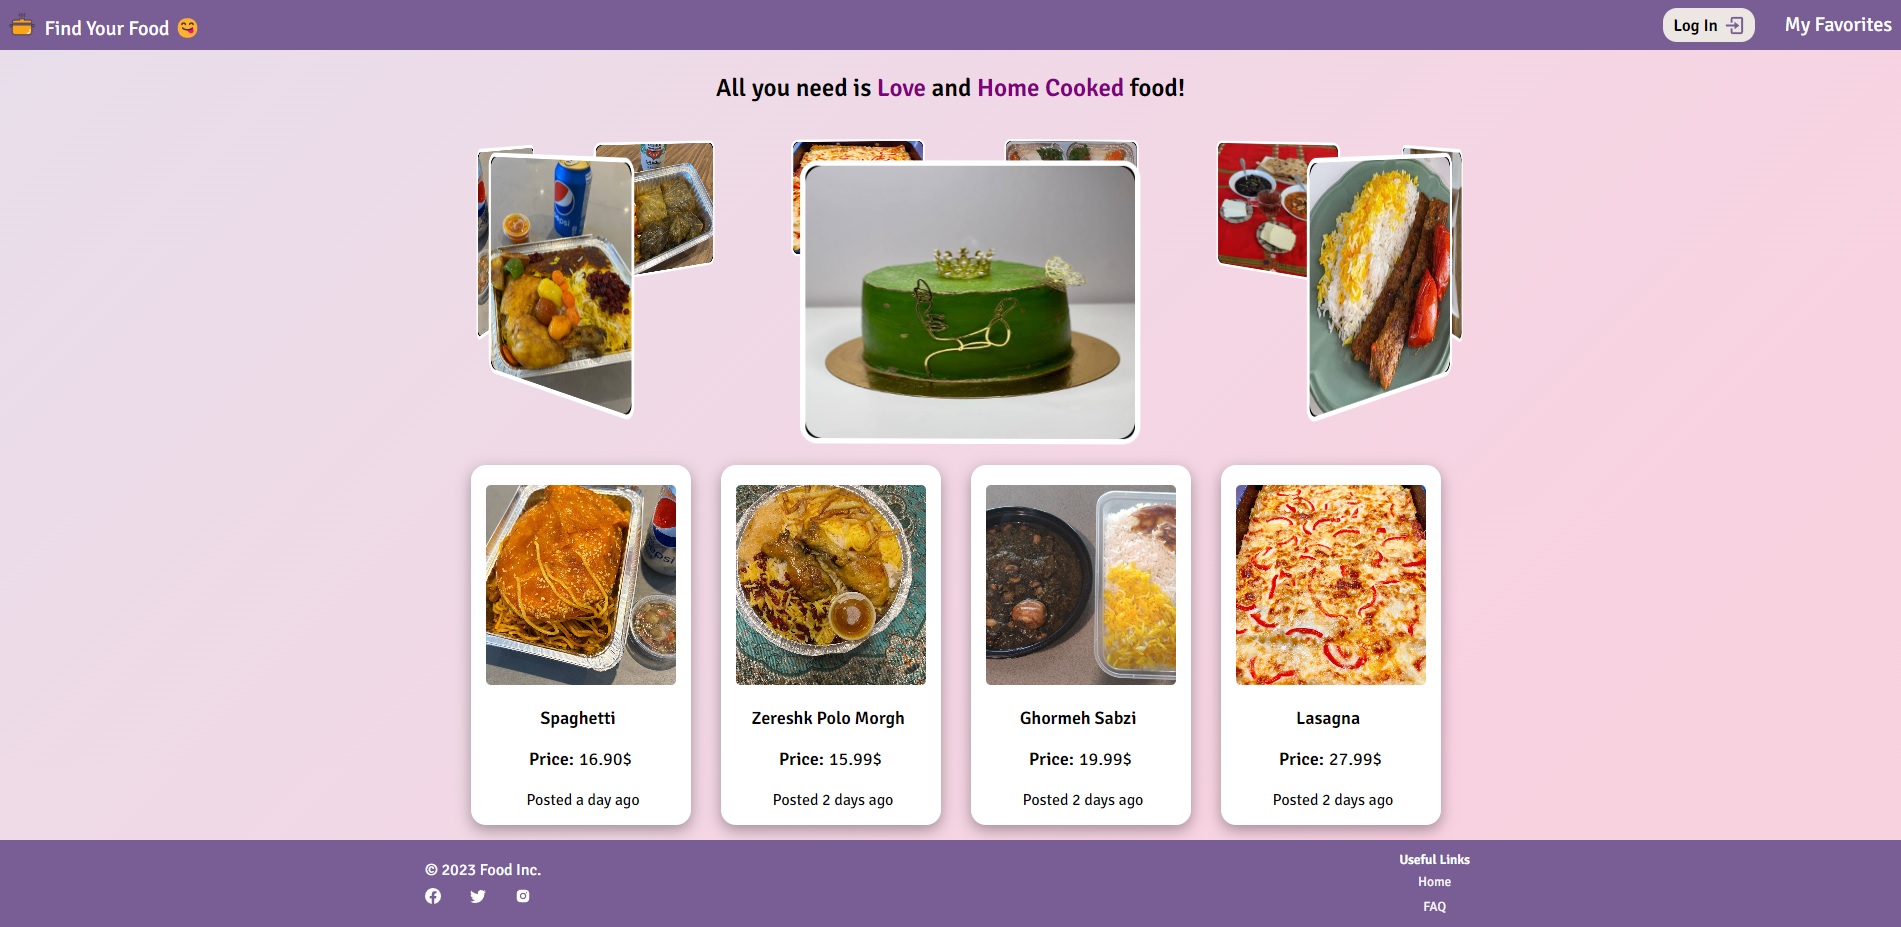 Find Your Food 😋
Log In
My Favorites
All you need is Love and Home Cooked food!
pepsi
Spaghetti
Price: 16.90$
Posted a day ago
Zereshk Polo Morgh
Price: 15.99$
Posted 2 days ago
Ghormeh Sabzi
Price: 19.99$
Posted 2 days ago
Lasagna
Price: 27.99$
Posted 2 days ago
© 2023 Food Inc.
Useful Links
Home
FAQ